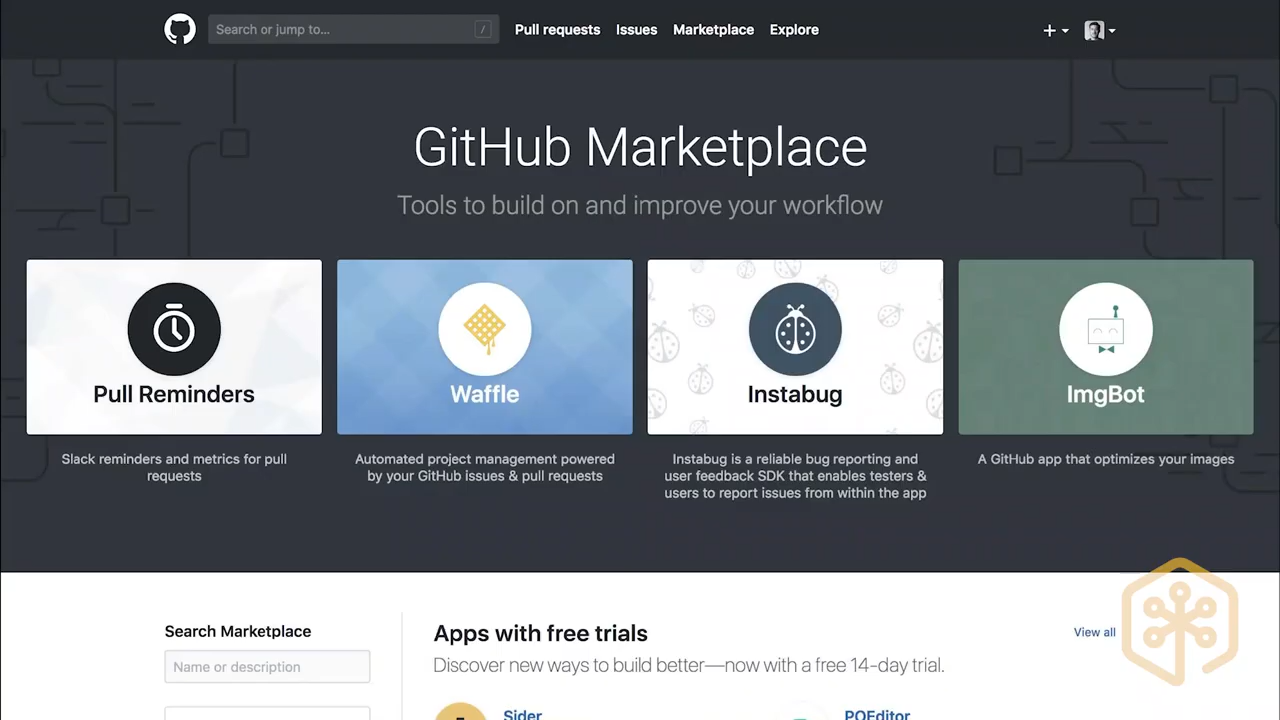 Search or jump to...
/
Pull requests
Issues
Marketplace
Explore
GitHub Marketplace
Tools to build on and improve your workflow
Pull Reminders
Slack reminders and metrics for pull
requests
Waffle
Automated project management powered
by your GitHub issues & pull requests
Instabug
Instabug is a reliable bug reporting and
user feedback SDK that enables testers &
users to report issues from within the app
ImgBot
A GitHub app that optimizes your images
Search Marketplace
Name or description
Apps with free trials
View all
Discover new ways to build better—now with a free 14-day trial.
Sider
POEditor